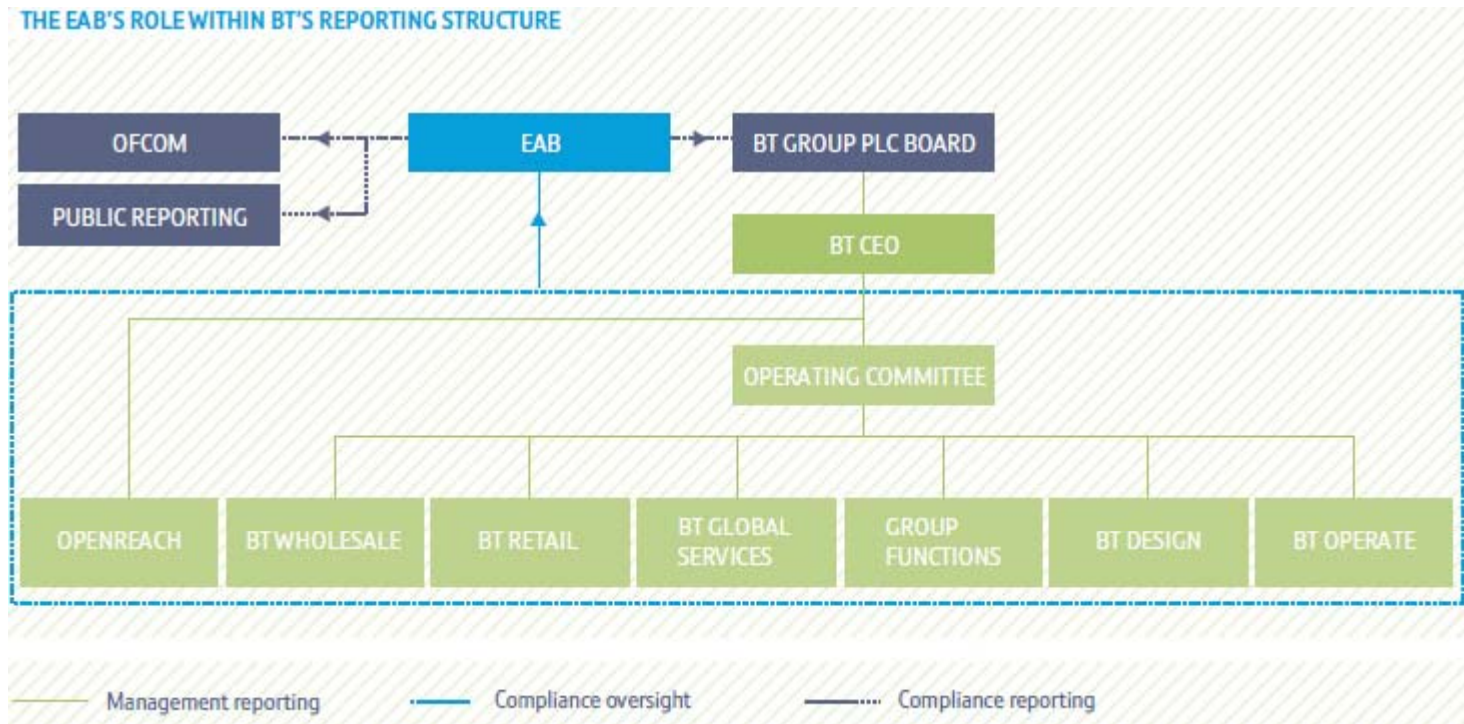 THE EAB'S ROLE WITHIN BT'S REPORTING STRUCTURE
OFCOM
EAB
BT GROUP PLC BOARD
PUBLIC REPORTING
BT CEO
OPERATING COMMITTEE
OPENREACH
BT WHOLESALE
BT RETAIL
BT GLOBAL
SERVICES
GROUP
FUNCTIONS
BT DESIGN
BT OPERATE
Management reporting
Compliance oversight
Compliance reporting